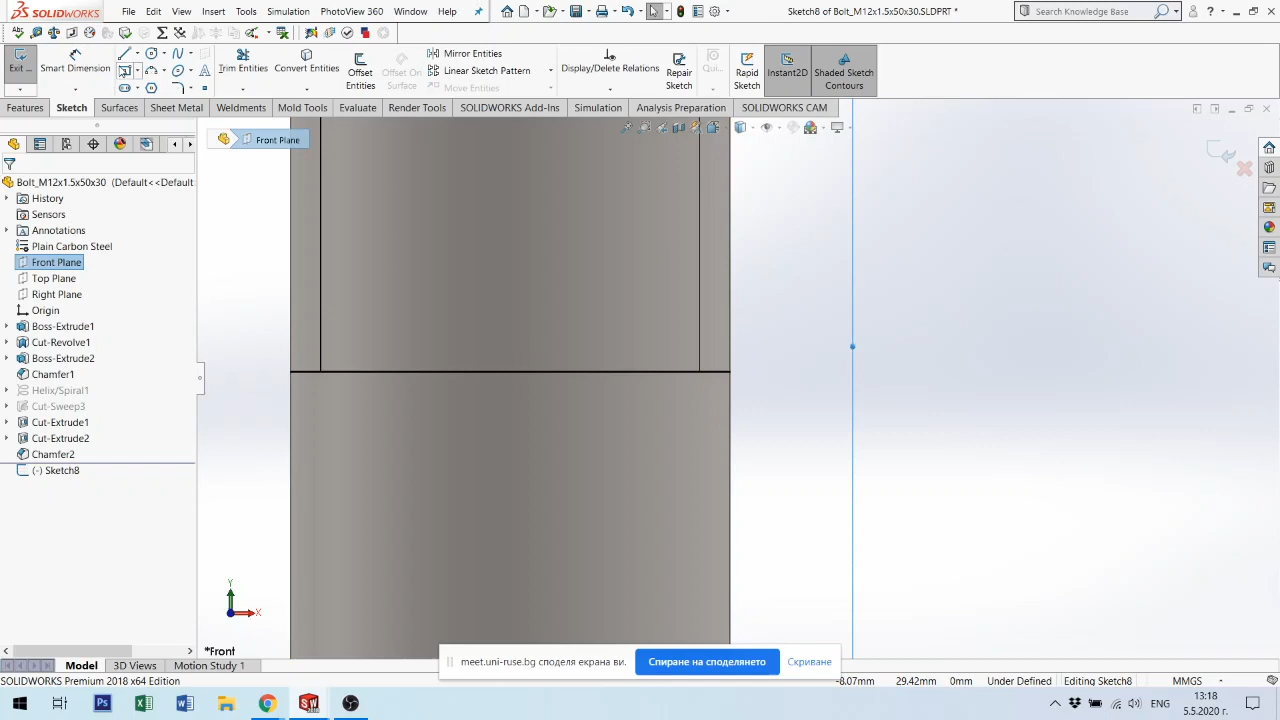 SOLIDWORKS
File Edit View Insert Tools Simulation PhotoView 360 Window Help
Sketch8 of Bolt_M12x1.5x50x30.SLDPRT *
Search Knowledge Base
Exit ...
Smart Dimension
Trim Entities
Convert Entities
Offset Entities
Offset On Surface
Mirror Entities
Linear Sketch Pattern
Move Entities
Display/Delete Relations
Repair Sketch
Qui...
Rapid Sketch
Instant2D
Shaded Sketch Contours
Features Sketch Surfaces Sheet Metal Weldments Mold Tools Evaluate Render Tools SOLIDWORKS Add-Ins Simulation Analysis Preparation SOLIDWORKS CAM
Front Plane
Bolt_M12x1.5x50x30 (Default<<Default
History
Sensors
Annotations
Plain Carbon Steel
Front Plane
Top Plane
Right Plane
Origin
Boss-Extrude1
Cut-Revolve1
Boss-Extrude2
Chamfer1
Helix/Spiral1
Cut-Sweep3
Cut-Extrude1
Cut-Extrude2
Chamfer2
(-) Sketch8
Y
X
*Front
meet.uni-ruse.bg споделя екрана ви.
Спиране на споделянето
Скриване
Model 3D Views Motion Study 1
SOLIDWORKS Premium 2018 x64 Edition
-8.07mm 29.42mm 0mm Under Defined Editing Sketch8 MMGS
ЕНГ
13:18
5.5.2020 г.